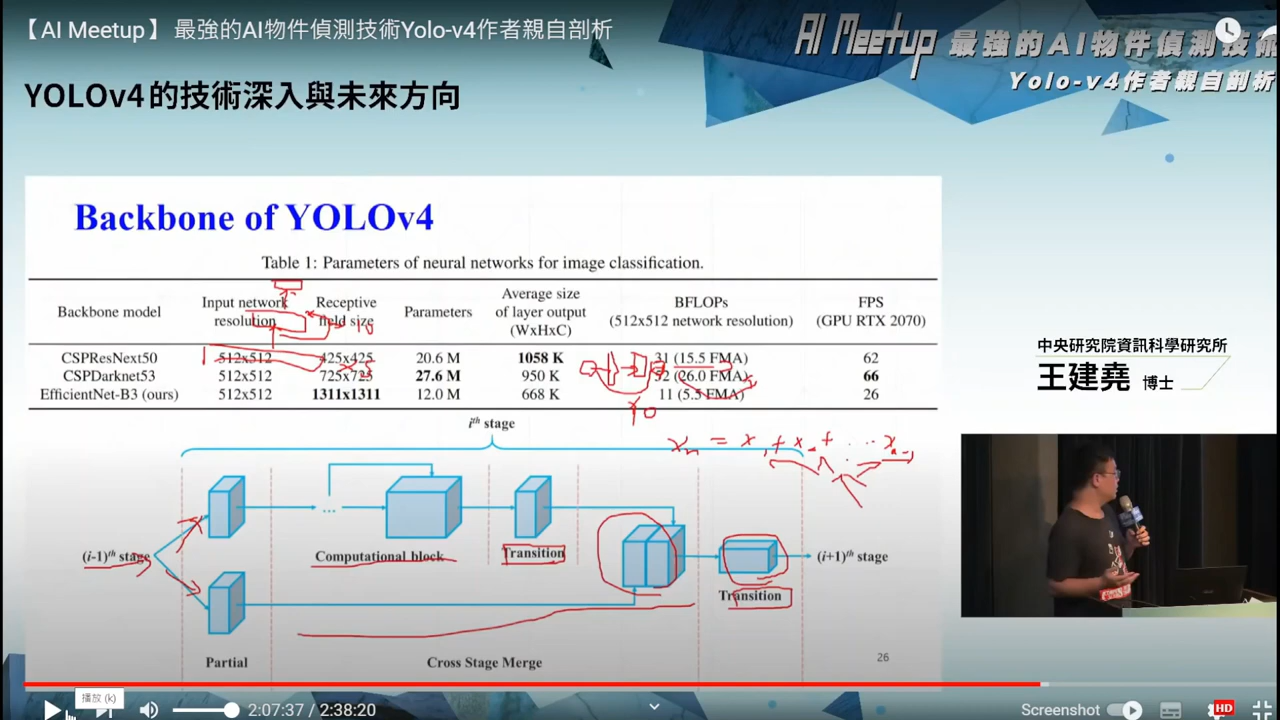 【AI Meetup】 最強的AI物件偵測技術Yolo-v4作者親自剖析
AI Meetup 最強的AI物件偵測技術
Yolo-v4作者親自剖析
YOLOv4的技術深入與未來方向
Backbone of YOLOv4
Table 1: Parameters of neural networks for image classification.
Backbone model Input network resolution Receptive field size Parameters Average size of layer output (WxHxC) BFLOPs (512x512 network resolution) FPS (GPU RTX 2070)
CSPResNext50 512x512 425x425 20.6 M 1058 K 31 (15.5 FMA) 62
CSPDarknet53 512x512 725x725 27.6 M 950 K 52 (26.0 FMA) 66
EfficientNet-B3 (ours) 512x512 1311x1311 12.0 M 668 K 11 (5.5 FMA) 26
中央研究院資訊科學研究所
王建堯 博士
iᵗʰ stage
(i-1)ᵗʰ stage
...
Computational block
Transition
Transition
(i+1)ᵗʰ stage
Partial
Cross Stage Merge
26
播放 (k)
2:07:37 / 2:38:20
Screenshot
HD